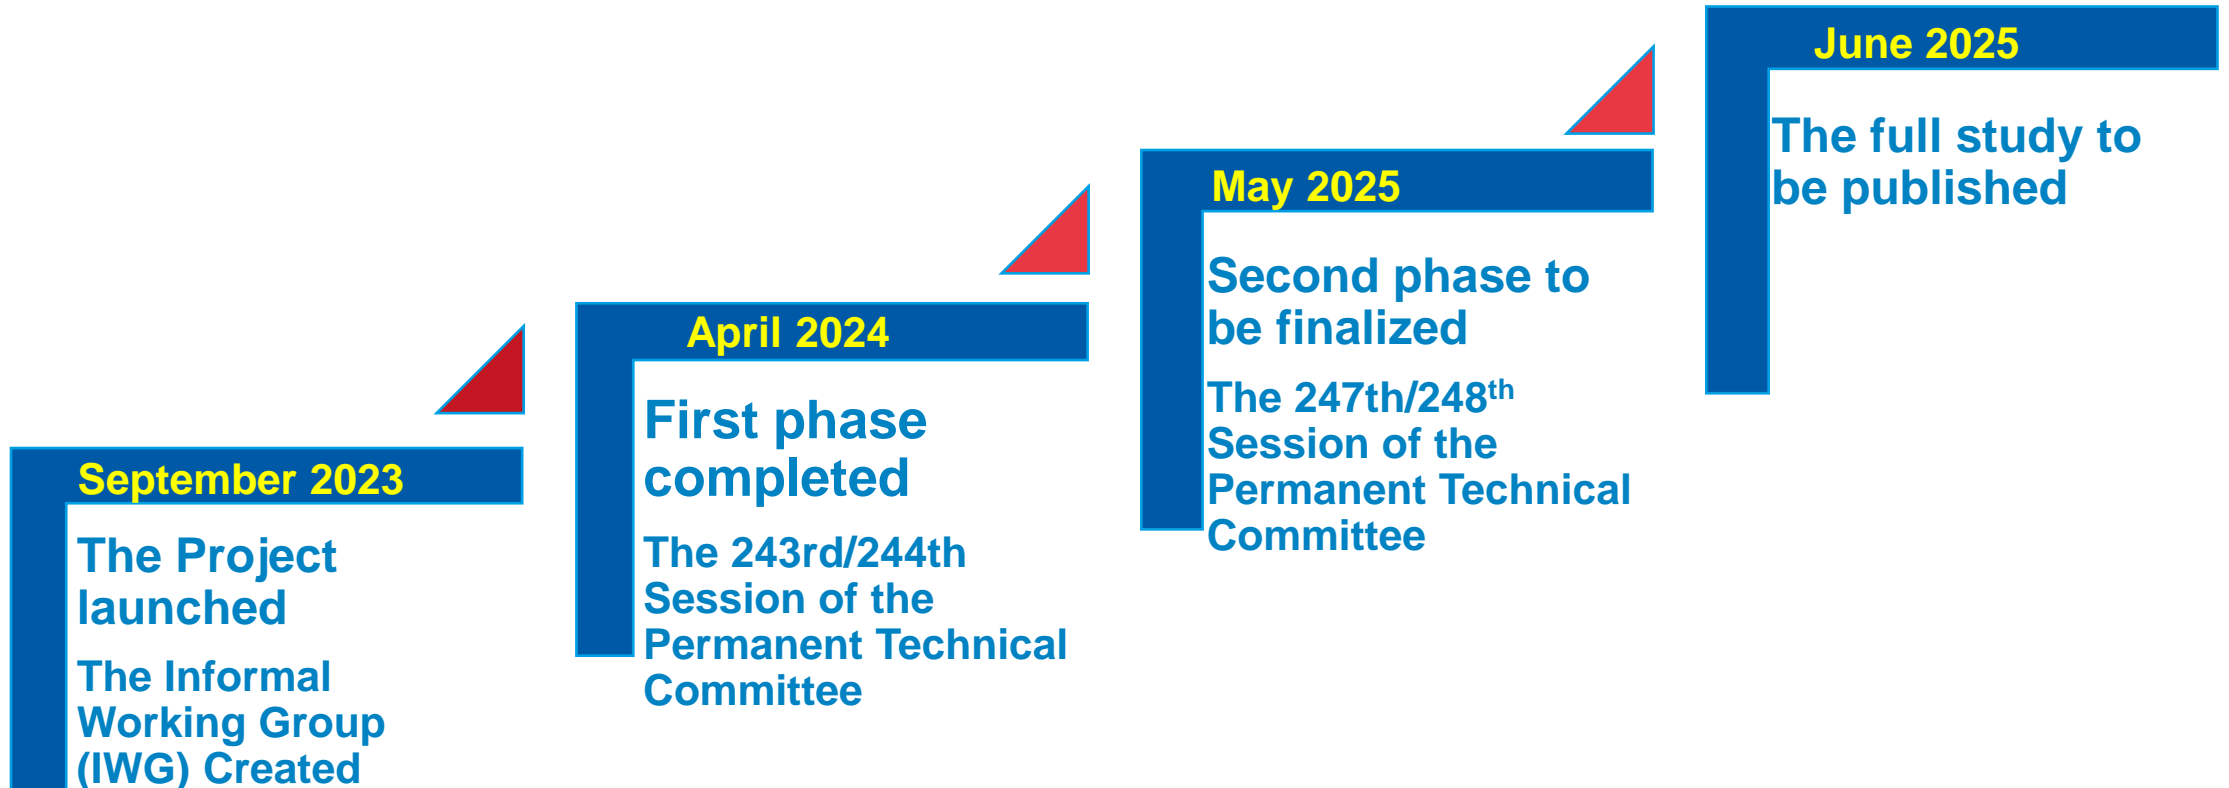 September 2023
The Project
launched
The Informal
Working Group
(IWG) Created
April 2024
First phase
completed
The 243rd/244th
Session of the
Permanent Technical
Committee
May 2025
Second phase to
be finalized
The 247th/248th
Session of the
Permanent Technical
Committee
June 2025
The full study to
be published